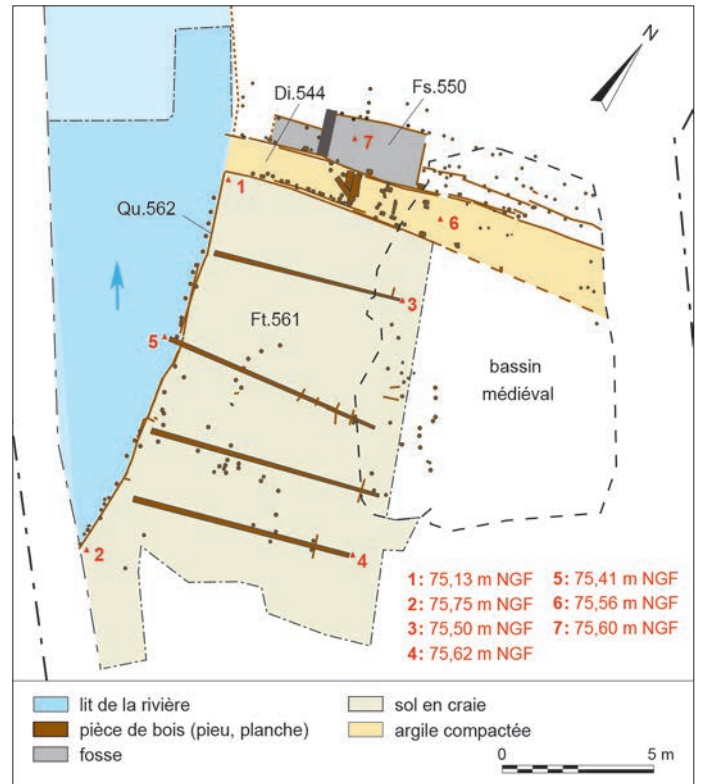 N
Di.544
Fs.550
7
1
6
Qu.562
3
Ft.561
5
bassin
médiéval
2
4
1: 75,13 m NGF 5: 75,41 m NGF
2: 75,75 m NGF 6: 75,56 m NGF
3: 75,50 m NGF 7: 75,60 m NGF
4: 75,62 m NGF
lit de la rivière sol en craie
pièce de bois (pieu, planche) argile compactée
fosse
0 5 m